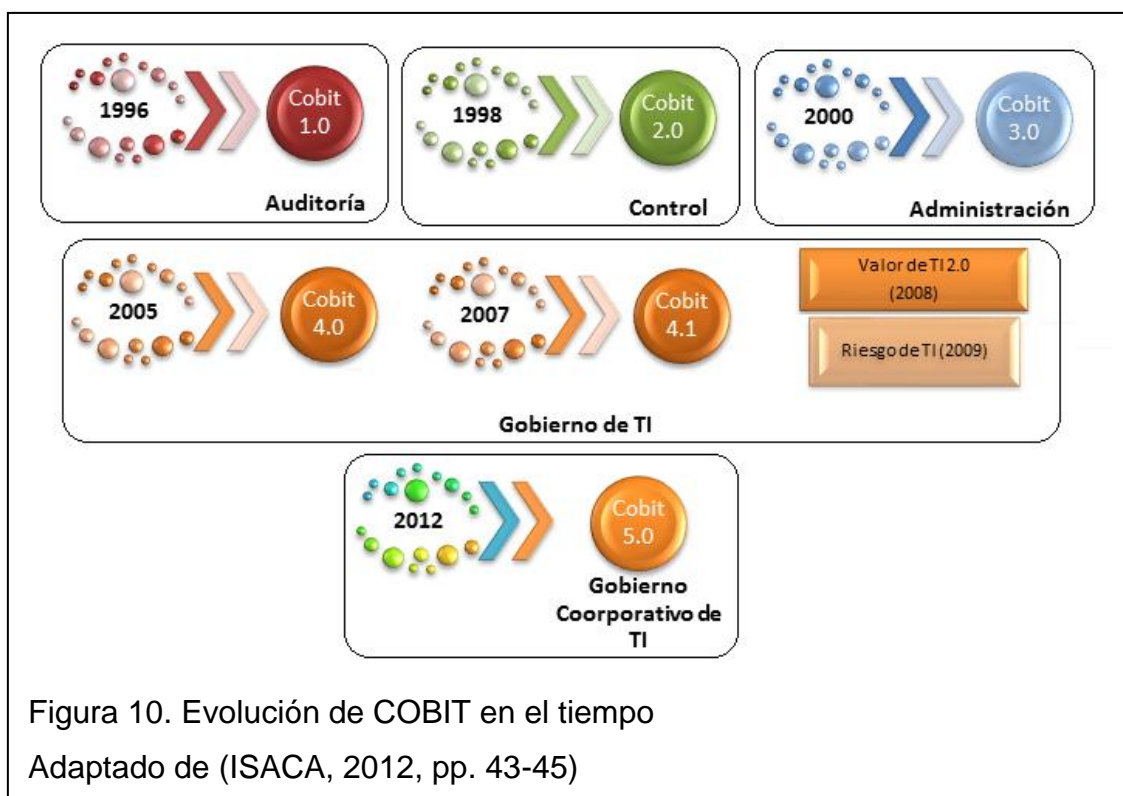 1996
Cobit
1.0
Auditoría
1998
Cobit
2.0
Control
2000
Cobit
3.0
Administración
2005
Cobit
4.0
2007
Cobit
4.1
Valor de TI 2.0
(2008)
Riesgo de TI (2009)
Gobierno de TI
2012
Cobit
5.0
Gobierno
Coorporativo de
TI
Figura 10. Evolución de COBIT en el tiempo
Adaptado de (ISACA, 2012, pp. 43-45)